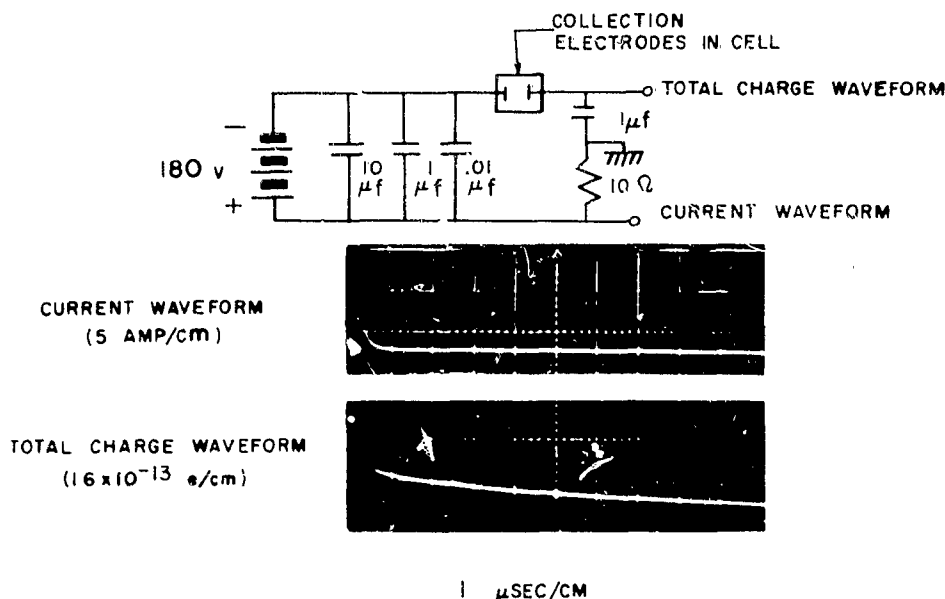 COLLECTION
ELECTRODES IN CELL
TOTAL CHARGE WAVEFORM
1μf
−
180 v
+
10
μf
1
μf
.01
μf
10 Ω
CURRENT WAVEFORM
CURRENT WAVEFORM
(5 AMP/cm)
TOTAL CHARGE WAVEFORM
(1.6x10⁻¹³ e/cm)
1 μSEC/CM